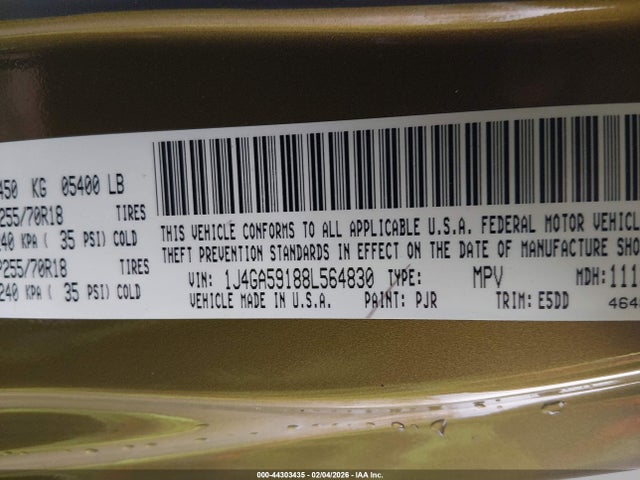 450 KG 05400 LB
P255/70R18 TIRES
240 KPA ( 35 PSI) COLD
P255/70R18 TIRES
240 KPA ( 35 PSI) COLD
THIS VEHICLE CONFORMS TO ALL APPLICABLE U.S.A. FEDERAL MOTOR VEHICL
THEFT PREVENTION STANDARDS IN EFFECT ON THE DATE OF MANUFACTURE SHO
VIN: 1J4GA59188L564830 TYPE: MPV MDH: 111
VEHICLE MADE IN U.S.A. PAINT: PJR TRIM: E5DD
464
000-44303435 - 02/04/2026 - IAA Inc.